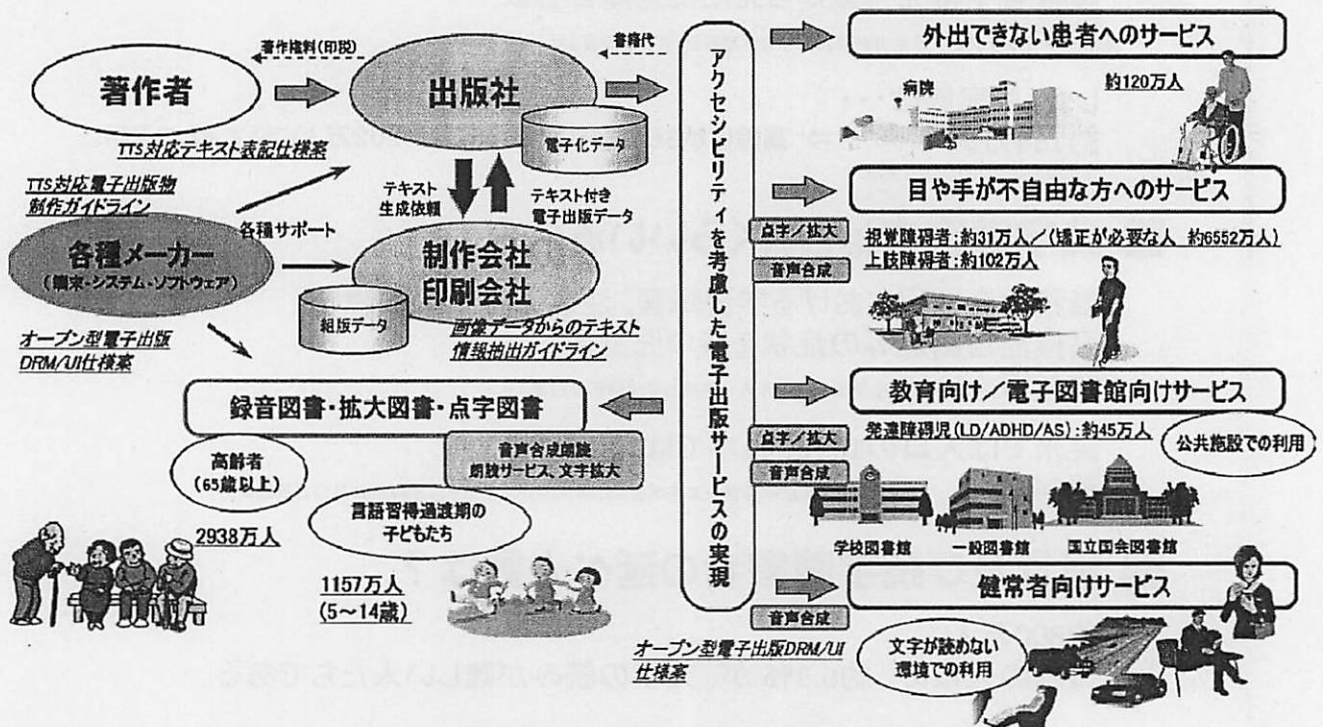 著作権料(印税)
著作者
出版社
電子化データ
書籍代
TTS対応テキスト表記仕様案
TTS対応電子出版物
制作ガイドライン
テキスト
生成依頼
テキスト付き
電子出版データ
各種メーカー
(端末・システム・ソフトウェア)
各種サポート
制作会社
印刷会社
組版データ
画像データからのテキスト
情報抽出ガイドライン
オープン型電子出版
DRM/UI仕様案
録音図書・拡大図書・点字図書
音声合成朗読
朗読サービス、文字拡大
高齢者
(65歳以上)
2938万人
言語習得過渡期の
子どもたち
1157万人
(5～14歳)
アクセシビリティを考慮した電子出版サービスの実現
外出できない患者へのサービス
約120万人
病院
目や手が不自由な方へのサービス
点字/拡大
音声合成
視覚障碍者:約31万人/(矯正が必要な人 約6552万人)
上肢障碍者:約102万人
教育向け/電子図書館向けサービス
点字/拡大
音声合成
発達障碍児(LD/ADHD/AS):約45万人
公共施設での利用
学校図書館
一般図書館
国立国会図書館
健常者向けサービス
音声合成
オープン型電子出版DRM/UI
仕様案
文字が読めない
環境での利用